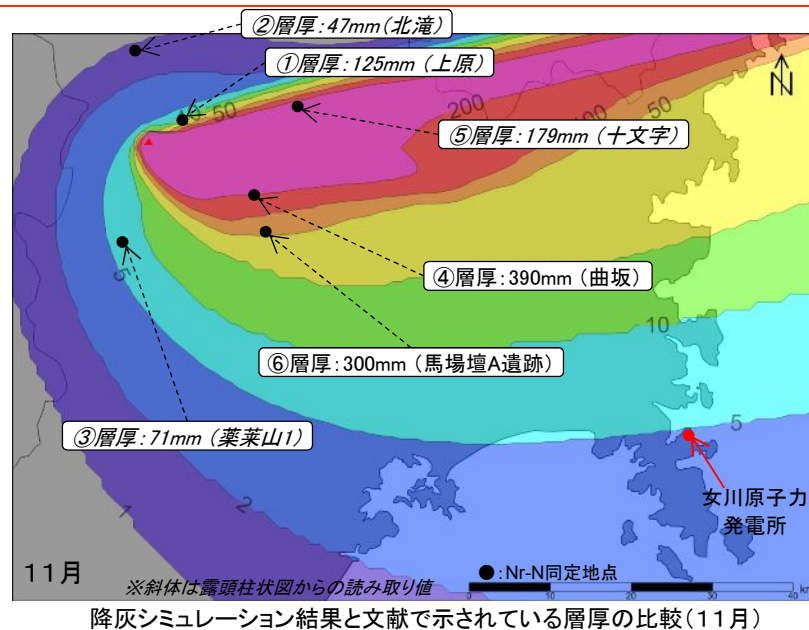 ②層厚:47mm(北滝)
①層厚:125mm(上原)
N
50
200
100
50
⑤層厚:179mm(十文字)
④層厚:390mm(曲坂)
5
10
⑥層厚:300mm(馬場壇A遺跡)
③層厚:71mm(薬莱山1)
5
女川原子力
発電所
2
1
11月
※斜体は露頭柱状図からの読み取り値
●:Nr-N同定地点
0 10 20 30 40 km
降灰シミュレーション結果と文献で示されている層厚の比較(11月)